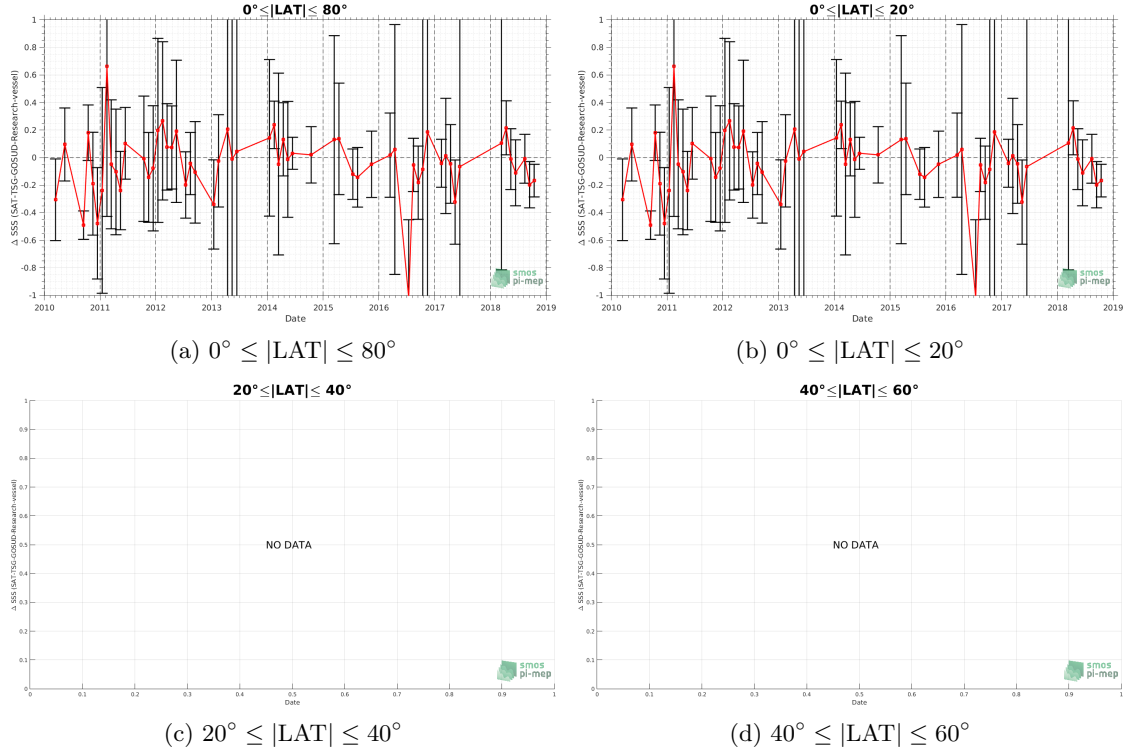 0°≤|LAT|≤ 80°
Δ SSS (SAT-TSG-GOSUD-Research-vessel)
1
0.8
0.6
0.4
0.2
0
-0.2
-0.4
-0.6
-0.8
-1
2010 2011 2012 2013 2014 2015 2016 2017 2018 2019
Date
smos
pi-mep
(a) 0° ≤ |LAT| ≤ 80°
0°≤|LAT|≤ 20°
Δ SSS (SAT-TSG-GOSUD-Research-vessel)
1
0.8
0.6
0.4
0.2
0
-0.2
-0.4
-0.6
-0.8
-1
2010 2011 2012 2013 2014 2015 2016 2017 2018 2019
Date
smos
pi-mep
(b) 0° ≤ |LAT| ≤ 20°
20°≤|LAT|≤ 40°
Δ SSS (SAT-TSG-GOSUD-Research-vessel)
1
0.9
0.8
0.7
0.6
0.5
0.4
0.3
0.2
0.1
0
NO DATA
0 0.1 0.2 0.3 0.4 0.5 0.6 0.7 0.8 0.9 1
Date
smos
pi-mep
(c) 20° ≤ |LAT| ≤ 40°
40°≤|LAT|≤ 60°
Δ SSS (SAT-TSG-GOSUD-Research-vessel)
1
0.9
0.8
0.7
0.6
0.5
0.4
0.3
0.2
0.1
0
NO DATA
0 0.1 0.2 0.3 0.4 0.5 0.6 0.7 0.8 0.9 1
Date
smos
pi-mep
(d) 40° ≤ |LAT| ≤ 60°